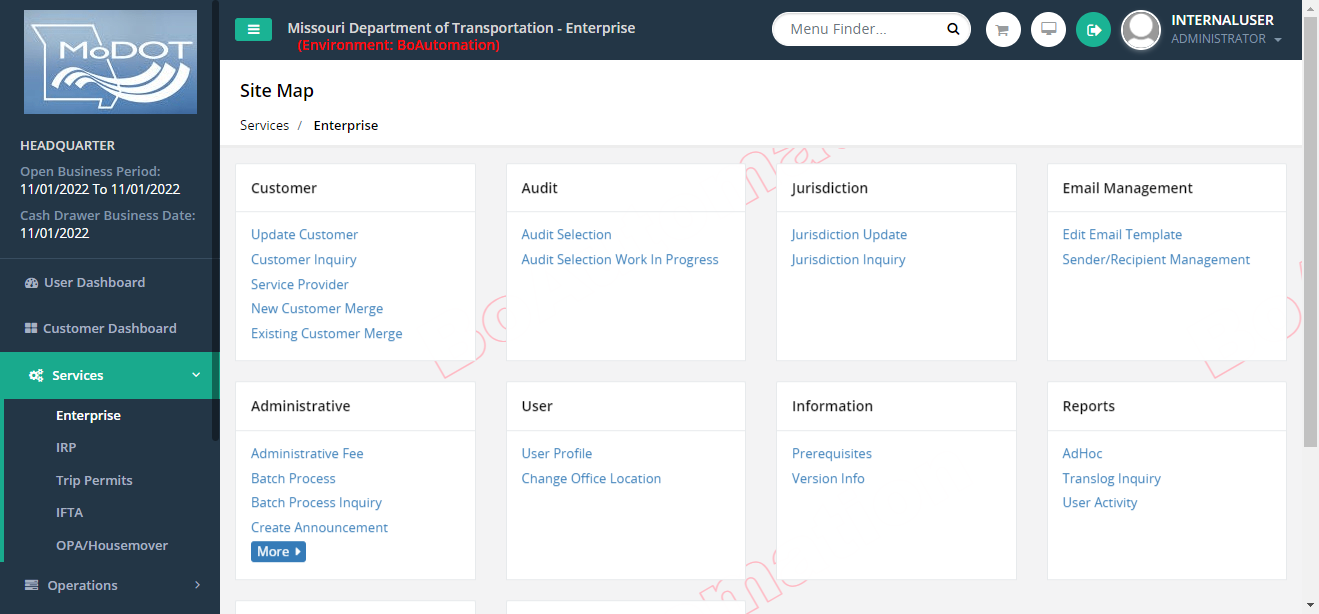 MODOT
HEADQUARTER
Open Business Period:
11/01/2022 To 11/01/2022
Cash Drawer Business Date:
11/01/2022
User Dashboard
Customer Dashboard
Services
Enterprise
IRP
Trip Permits
IFTA
OPA/Housemover
Operations
Missouri Department of Transportation - Enterprise
(Environment: BoAutomation)
Menu Finder...
INTERNALUSER
ADMINISTRATOR
Site Map
Services / Enterprise
Customer
Update Customer
Customer Inquiry
Service Provider
New Customer Merge
Existing Customer Merge
Audit
Audit Selection
Audit Selection Work In Progress
Jurisdiction
Jurisdiction Update
Jurisdiction Inquiry
Email Management
Edit Email Template
Sender/Recipient Management
Administrative
Administrative Fee
Batch Process
Batch Process Inquiry
Create Announcement
More
User
User Profile
Change Office Location
Information
Prerequisites
Version Info
Reports
AdHoc
Translog Inquiry
User Activity